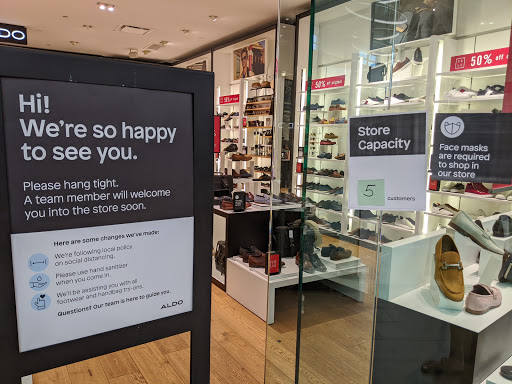 ALDO
Hi!
We're so happy
to see you.
Please hang tight.
A team member will welcome
you into the store soon.
Here are some changes we've made:
We're following local policy
on social distancing.
Please use hand sanitizer
when you come in.
We'll be assisting you with all
footwear and handbag try-ons.
Questions? Our team is here to guide you.
ALDO
50% off
50% off
Store
Capacity
5
customers
Face masks
are required
to shop in
our store